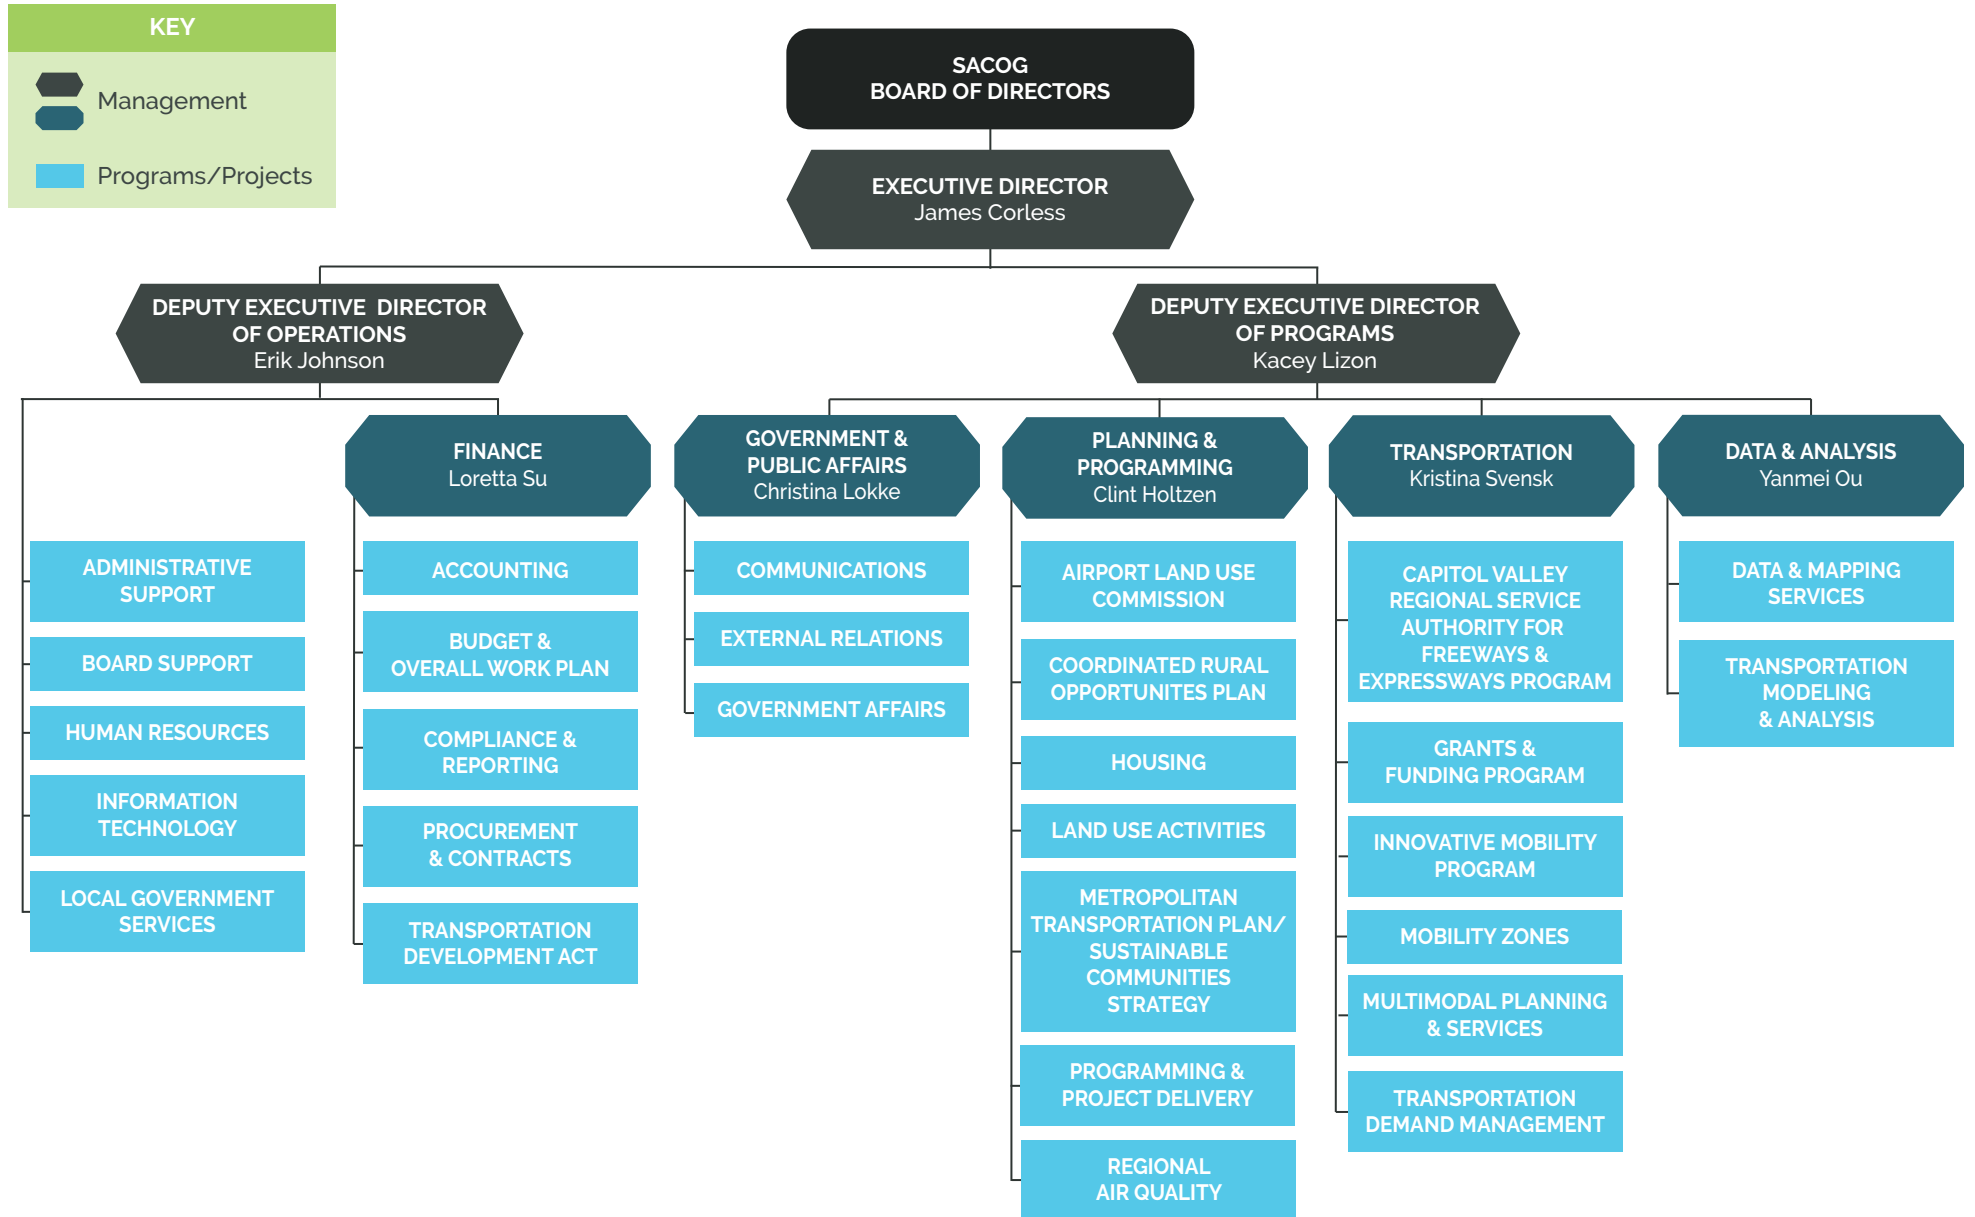 KEY
Management
Programs/Projects
SACOG
BOARD OF DIRECTORS
EXECUTIVE DIRECTOR
James Corless
DEPUTY EXECUTIVE  DIRECTOR
OF OPERATIONS
Erik Johnson
DEPUTY EXECUTIVE DIRECTOR
OF PROGRAMS
Kacey Lizon
FINANCE
Loretta Su
GOVERNMENT &
PUBLIC AFFAIRS
Christina Lokke
PLANNING &
PROGRAMMING
Clint Holtzen
TRANSPORTATION
Kristina Svensk
DATA & ANALYSIS
Yanmei Ou
ADMINISTRATIVE
SUPPORT
BOARD SUPPORT
HUMAN RESOURCES
INFORMATION
TECHNOLOGY
LOCAL GOVERNMENT
SERVICES
ACCOUNTING
BUDGET &
OVERALL WORK PLAN
COMPLIANCE &
REPORTING
PROCUREMENT
& CONTRACTS
TRANSPORTATION
DEVELOPMENT ACT
COMMUNICATIONS
EXTERNAL RELATIONS
GOVERNMENT AFFAIRS
AIRPORT LAND USE
COMMISSION
COORDINATED RURAL
OPPORTUNITES PLAN
HOUSING
LAND USE ACTIVITIES
METROPOLITAN
TRANSPORTATION PLAN/
SUSTAINABLE
COMMUNITIES
STRATEGY
PROGRAMMING &
PROJECT DELIVERY
REGIONAL
AIR QUALITY
CAPITOL VALLEY
REGIONAL SERVICE
AUTHORITY FOR
FREEWAYS &
EXPRESSWAYS PROGRAM
GRANTS &
FUNDING PROGRAM
INNOVATIVE MOBILITY
PROGRAM
MOBILITY ZONES
MULTIMODAL PLANNING
& SERVICES
TRANSPORTATION
DEMAND MANAGEMENT
DATA & MAPPING
SERVICES
TRANSPORTATION
MODELING
& ANALYSIS